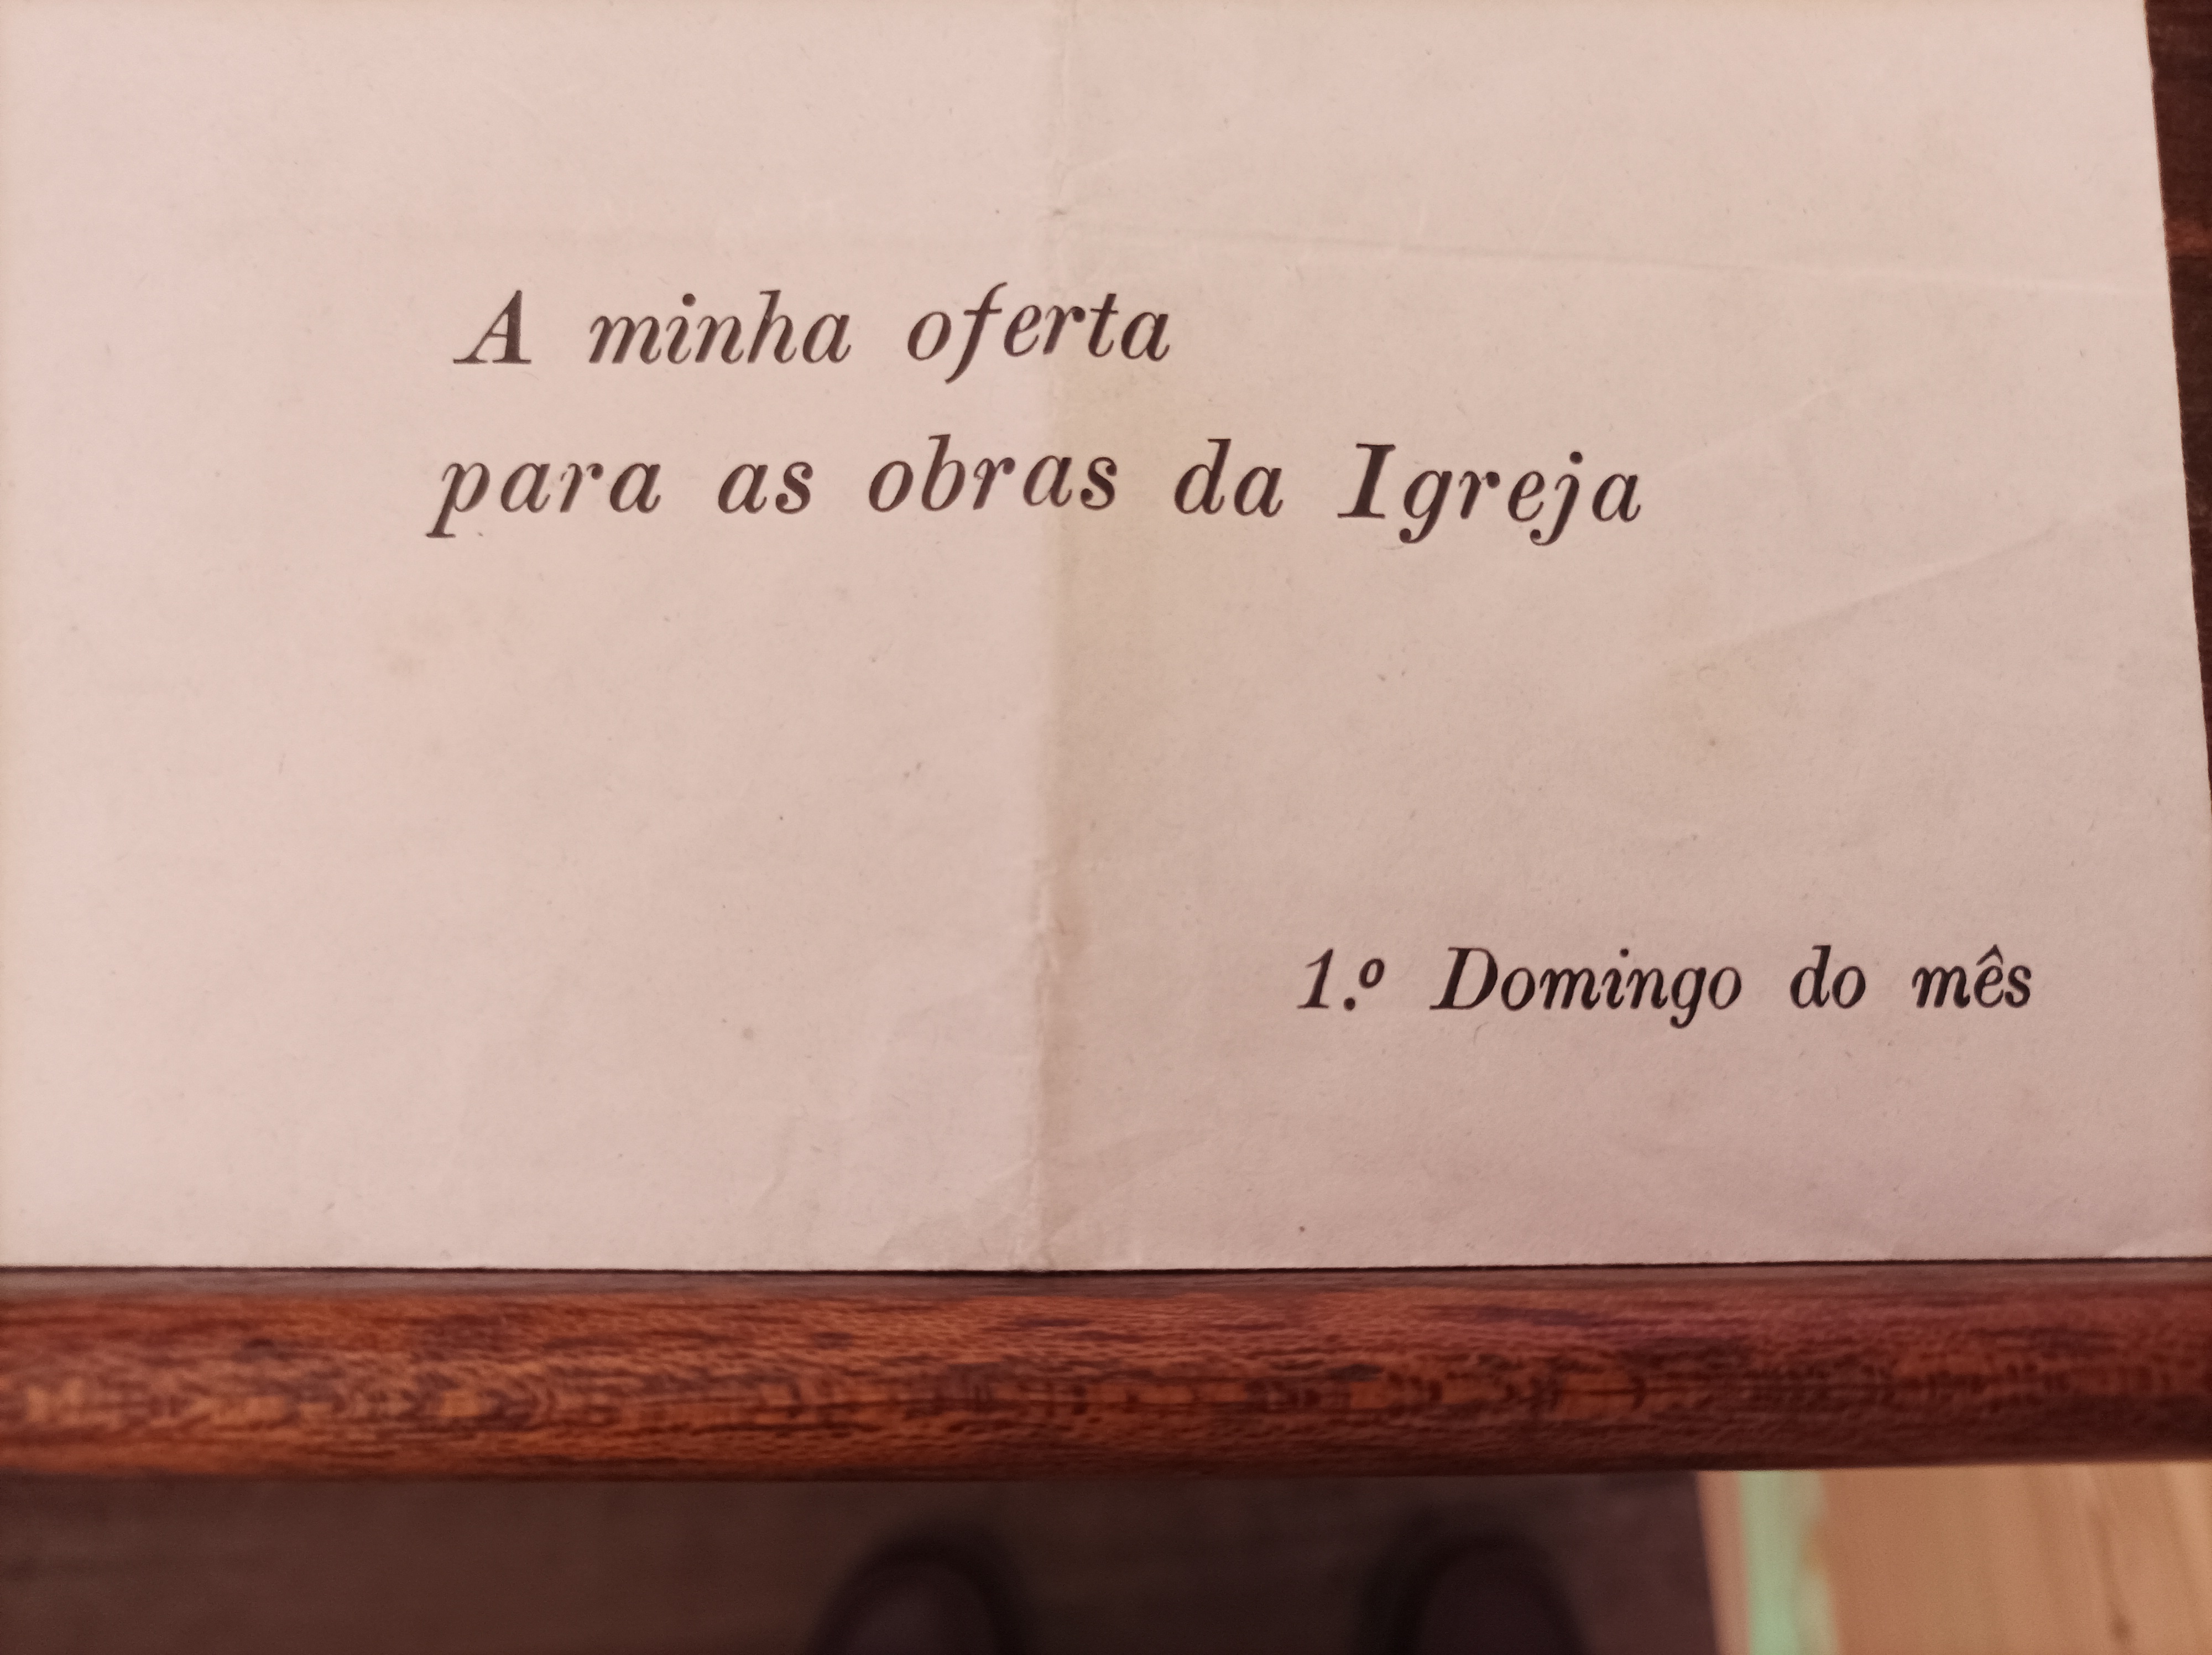 A minha oferta
para as obras da Igreja
1.º Domingo do mês